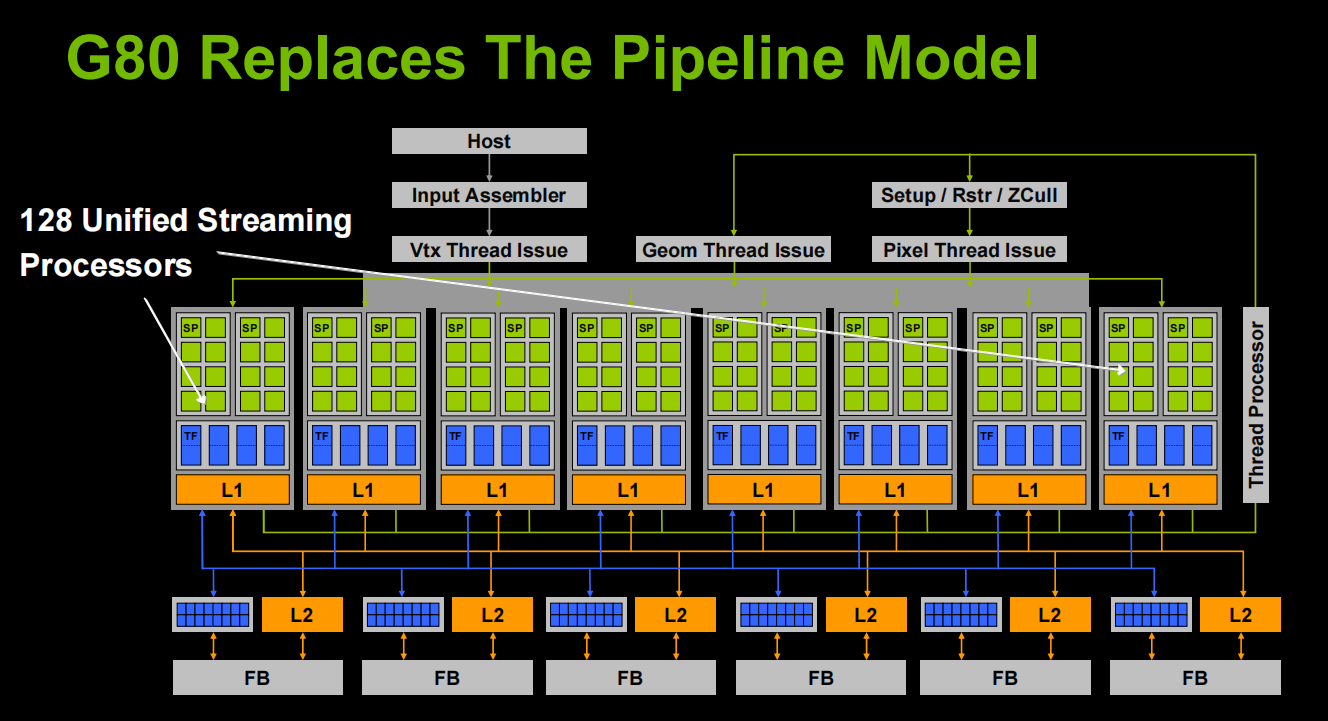 G80 Replaces The Pipeline Model
Host
Input Assembler
Setup / Rstr / ZCull
128 Unified Streaming
Processors
Vtx Thread Issue
Geom Thread Issue
Pixel Thread Issue
SP SP SP SP SP SP SP SP SP SP SP SP SP SP SP SP
Thread Processor
TF TF TF TF TF TF TF TF
L1 L1 L1 L1 L1 L1 L1 L1
L2 L2 L2 L2 L2 L2
FB FB FB FB FB FB